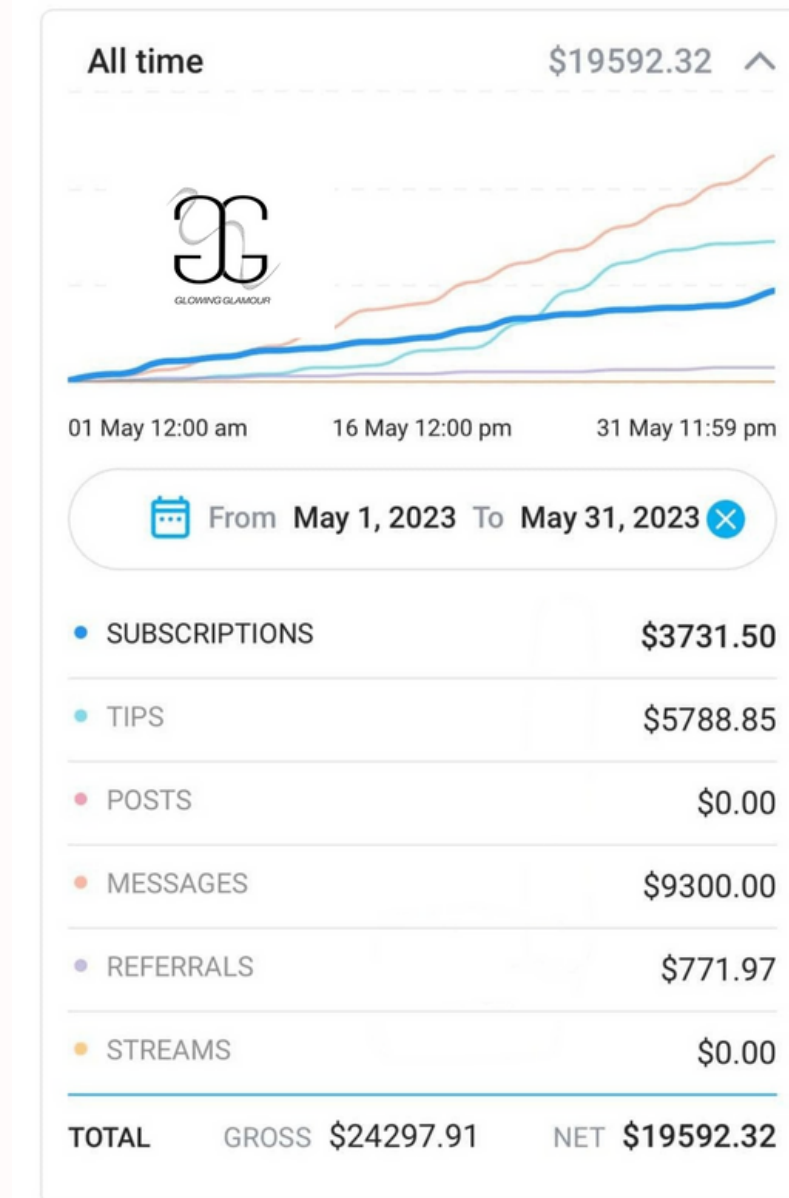 All time $19592.32
GLOWING GLAMOUR
01 May 12:00 am 16 May 12:00 pm 31 May 11:59 pm
From May 1, 2023 To May 31, 2023
SUBSCRIPTIONS $3731.50
TIPS $5788.85
POSTS $0.00
MESSAGES $9300.00
REFERRALS $771.97
STREAMS $0.00
TOTAL GROSS $24297.91 NET $19592.32